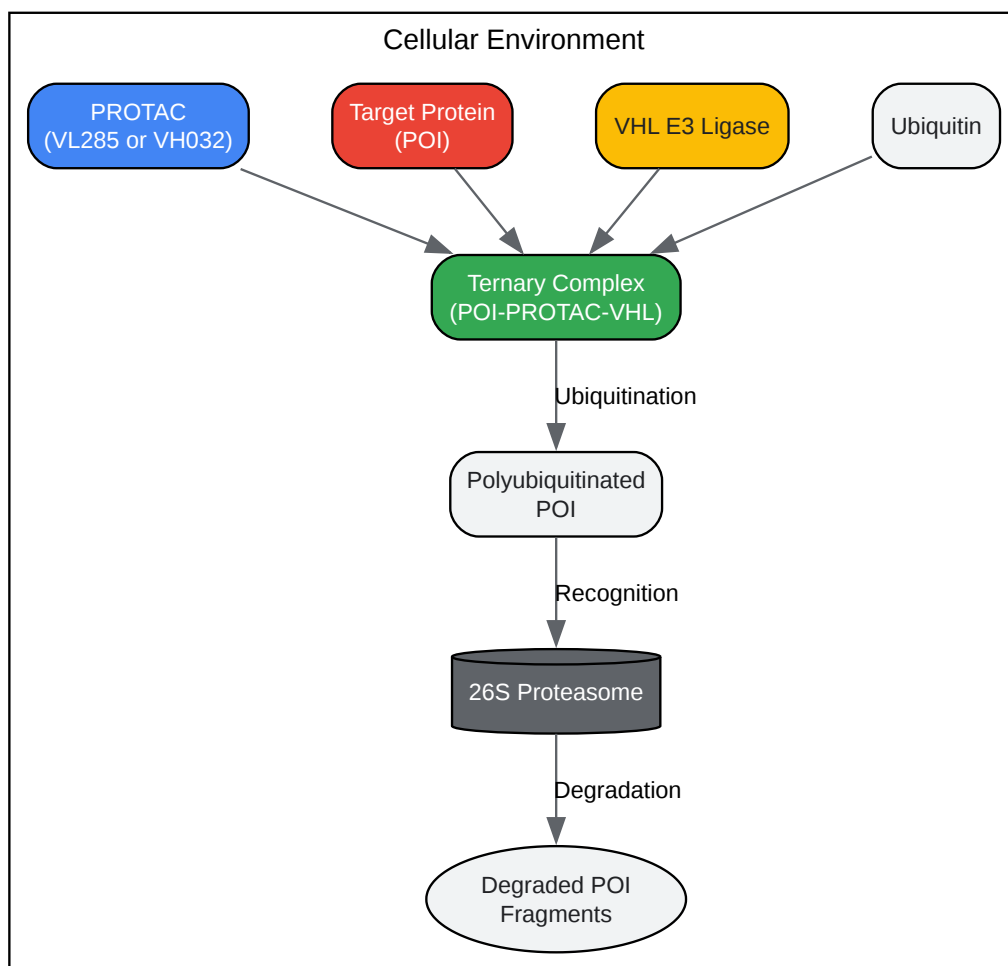 Cellular Environment
PROTAC
(VL285 or VH032)
Target Protein
(POI)
VHL E3 Ligase
Ubiquitin
Ternary Complex
(POI-PROTAC-VHL)
Ubiquitination
Polyubiquitinated
POI
Recognition
26S Proteasome
Degradation
Degraded POI
Fragments